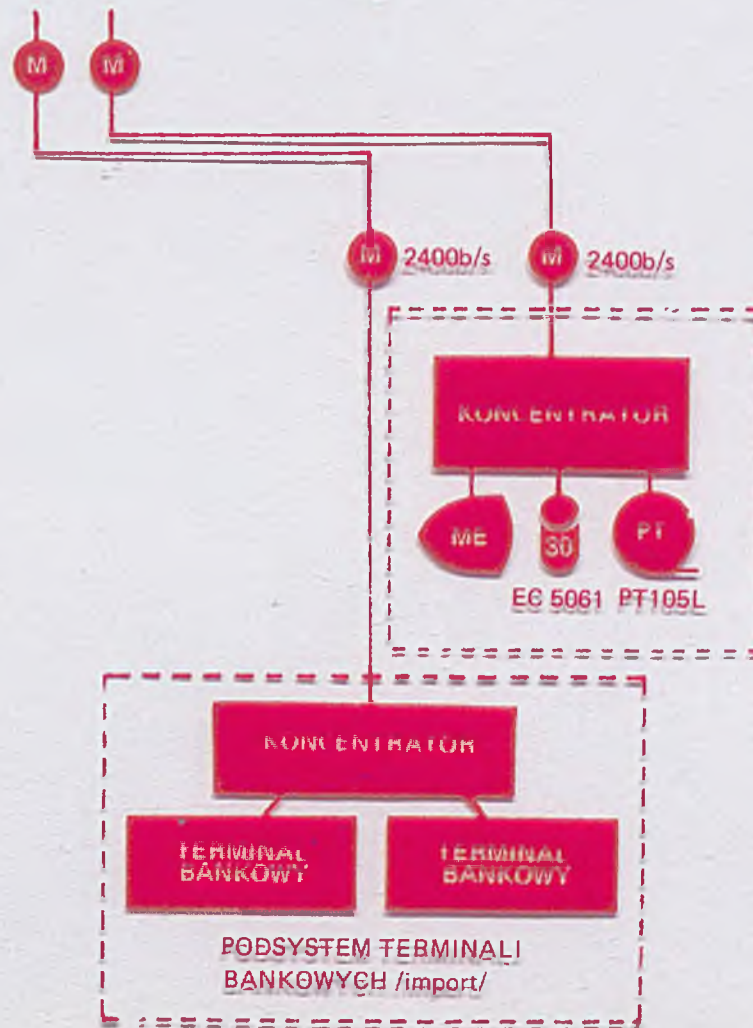 M M
M 2400b/s M 2400b/s
KONCENTRATOR
ME 30 PT
EC 5061 PT105L
KONCENTRATOR
TERMINAL TERMINAL
BANKOWY BANKOWY
PODSYSTEM TERMINALI
BANKOWYCH /import/